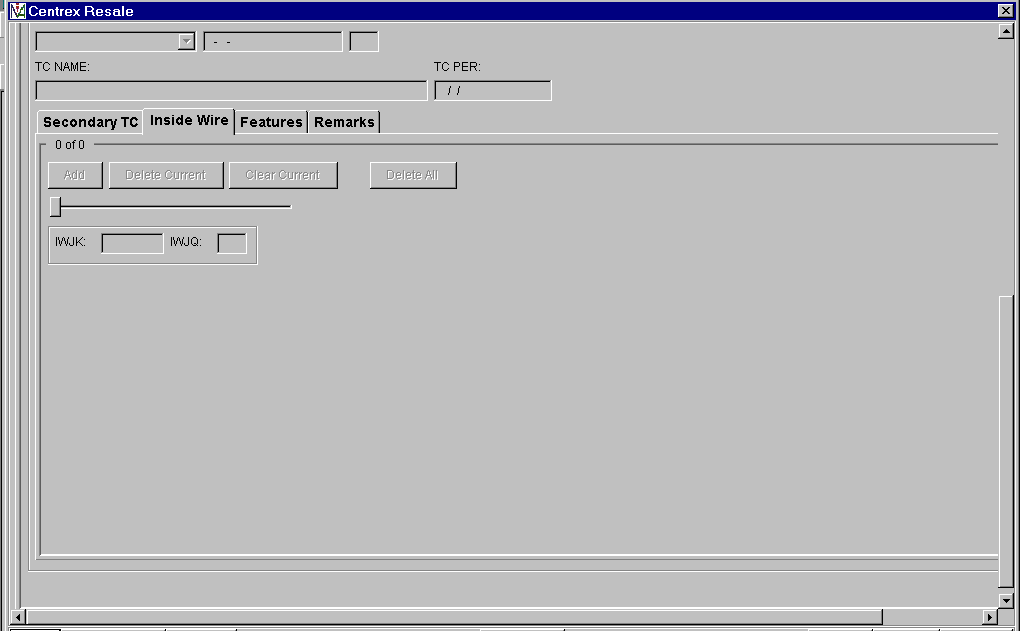 Centrex Resale
- -
TC NAME: TC PER:
/ /
Secondary TC Inside Wire Features Remarks
0 of 0
Add Delete Current Clear Current Delete All
IWJK: IWJQ: